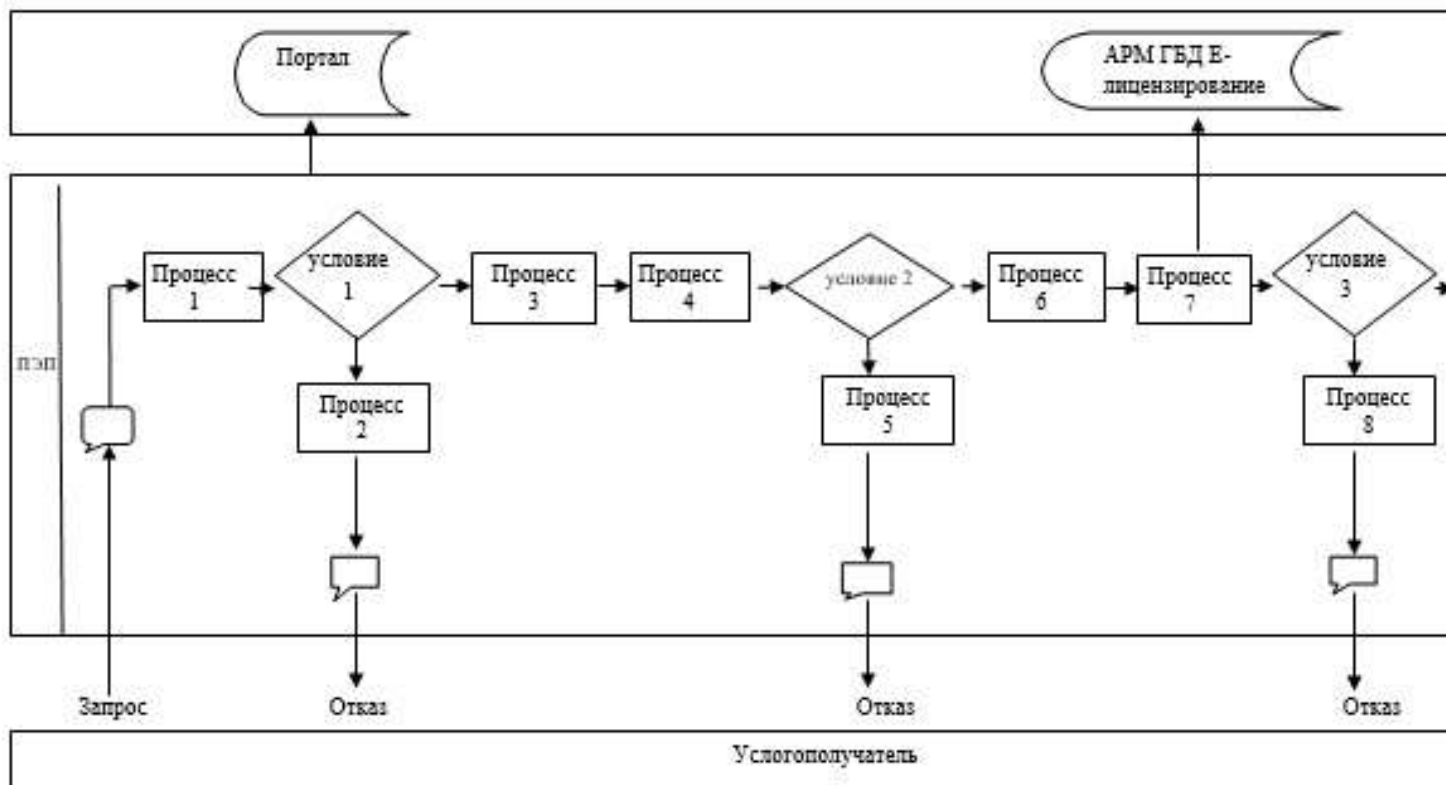 Портал
АРМ ГБД Е-
лицензирование
Процесс
1
условие
1
Процесс
3
Процесс
4
условие 2
Процесс
6
Процесс
7
условие
3
пэп
Процесс
2
Процесс
5
Процесс
8
Запрос
Отказ
Отказ
Отказ
Услогополучатель